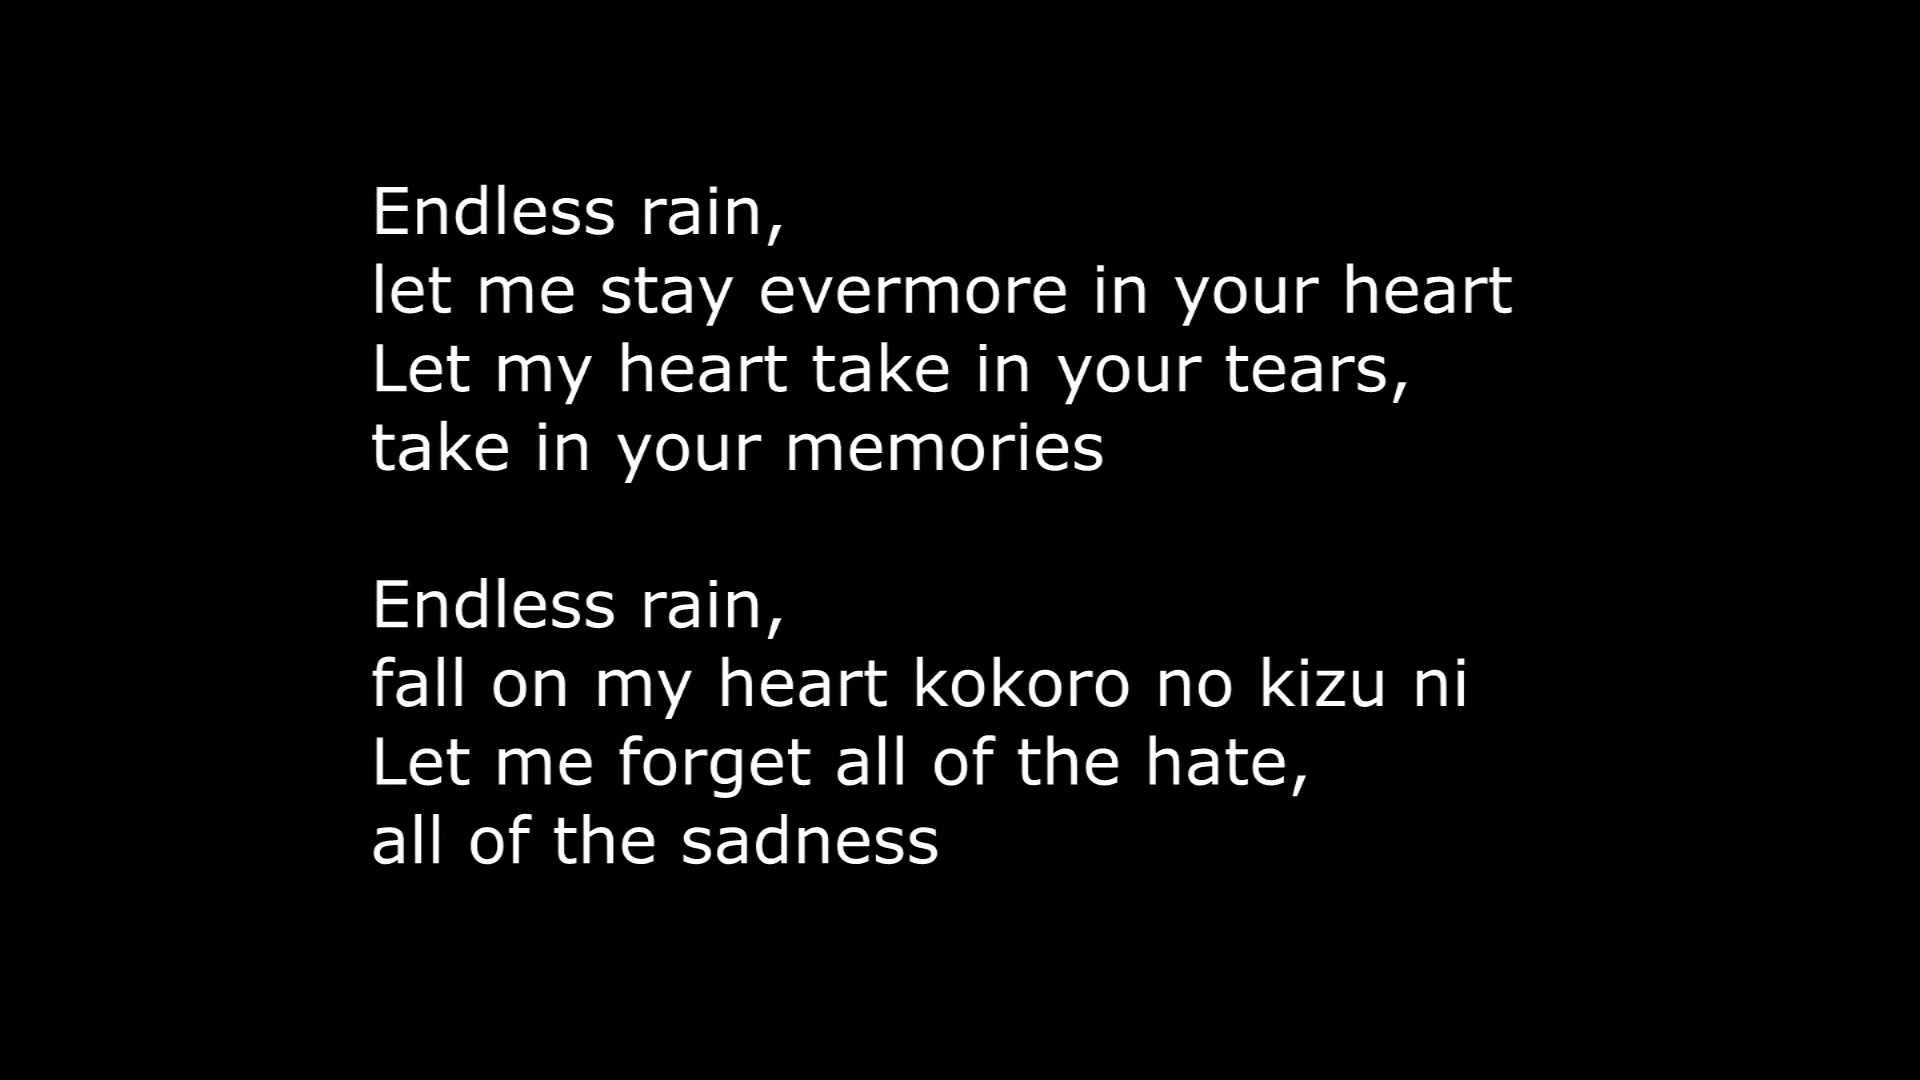 Endless rain,
let me stay evermore in your heart
Let my heart take in your tears,
take in your memories
Endless rain,
fall on my heart kokoro no kizu ni
Let me forget all of the hate,
all of the sadness